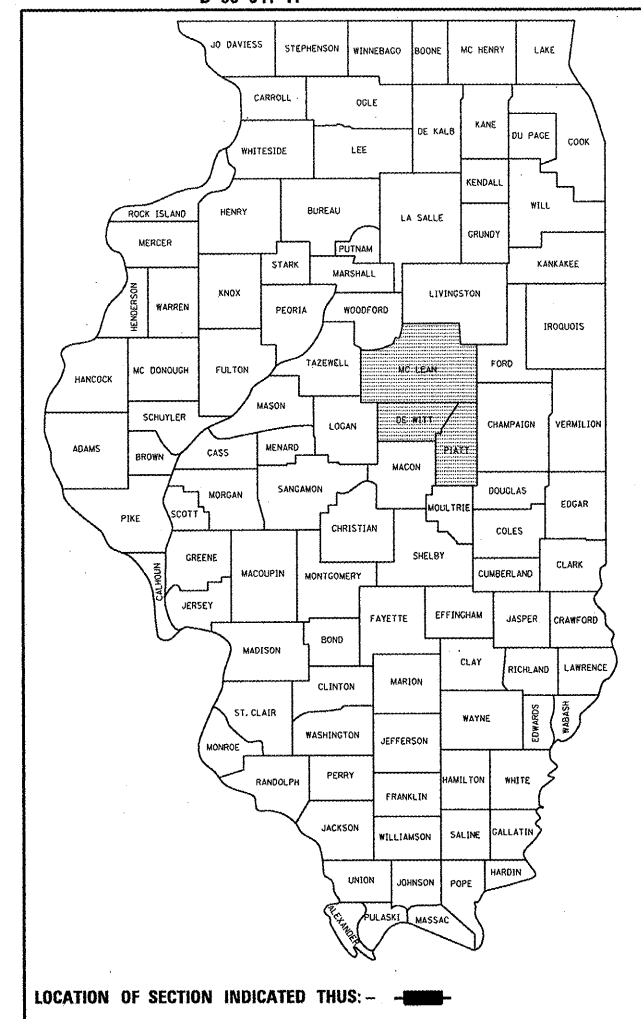 JO DAVIESS STEPHENSON WINNEBAGO BOONE MC HENRY LAKE
CARROLL OGLE DE KALB KANE DU PAGE COOK
WHITESIDE LEE
KENDALL WILL
ROCK ISLAND HENRY BUREAU LA SALLE GRUNDY
MERCER PUTNAM KANKAKEE
STARK MARSHALL
HENDERSON WARREN KNOX PEORIA WOODFORD LIVINGSTON IROQUOIS
HANCOCK MC DONOUGH FULTON TAZEWELL MC LEAN FORD
MASON
SCHUYLER LOGAN DE WITT CHAMPAIGN VERMILION
ADAMS BROWN CASS MENARD MACON PIATT
MORGAN SANGAMON MOULTRIE DOUGLAS EDGAR
PIKE SCOTT CHRISTIAN COLES
GREENE SHELBY CLARK
CALHOUN MACOUPIN MONTGOMERY CUMBERLAND
JERSEY FAYETTE EFFINGHAM JASPER CRAWFORD
MADISON BOND CLAY RICHLAND LAWRENCE
CLINTON MARION
ST. CLAIR WAYNE EDWARDS WABASH
WASHINGTON JEFFERSON
MONROE
RANDOLPH PERRY HAMILTON WHITE
FRANKLIN
JACKSON WILLIAMSON SALINE GALLATIN
UNION JOHNSON POPE HARDIN
ALEXANDER PULASKI MASSAC
LOCATION OF SECTION INDICATED THUS: –